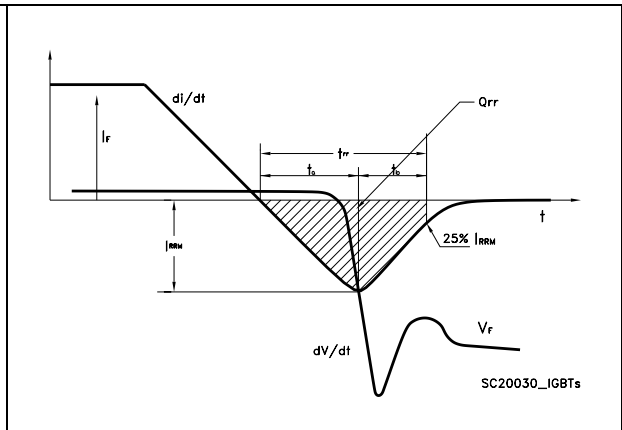 di/dt
Qrr
IF
trr
ta
tb
t
IRRM
25% IRRM
VF
dV/dt
SC20030_IGBTs